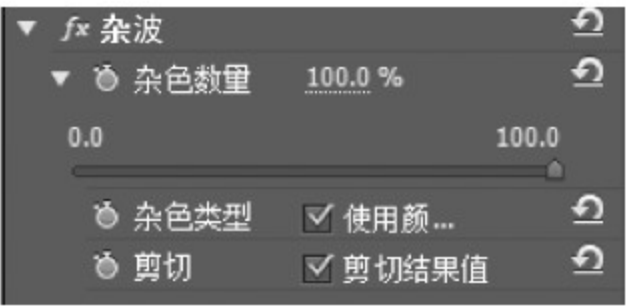 fx 杂波
杂色数量 100.0 %
0.0 100.0
杂色类型 使用颜...
剪切 剪切结果值